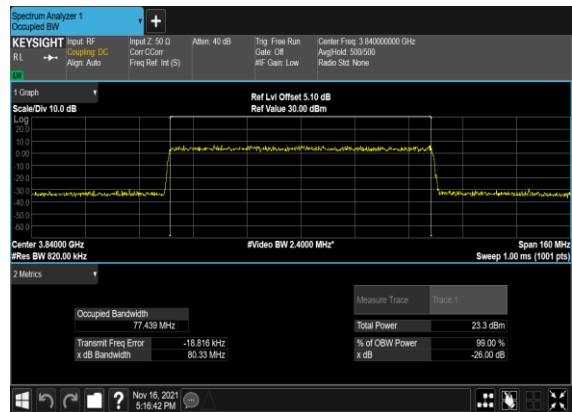 Spectrum Analyzer 1
Occupied BW
KEYSIGHT Input: RF Input Z: 50 Ω Atten: 40 dB Trig: Free Run Center Freq: 3.840000000 GHz
RL Coupling: DC Corr CCorr Gate: Off Avg|Hold: 500/500
Align: Auto Freq Ref: Int (S) #IF Gain: Low Radio Std: None
LW
1 Graph Ref Lvl Offset 5.10 dB
Scale/Div 10.0 dB Ref Value 30.00 dBm
Log
20.0
10.0
0.00
-10.0
-20.0
-30.0
-40.0
-50.0
-60.0
Center 3.84000 GHz #Video BW 2.4000 MHz* Span 160 MHz
#Res BW 820.00 kHz Sweep 1.00 ms (1001 pts)
2 Metrics
Measure Trace Trace 1
Occupied Bandwidth
77.439 MHz Total Power 23.3 dBm
Transmit Freq Error -18.816 kHz % of OBW Power 99.00 %
x dB Bandwidth 80.33 MHz x dB -26.00 dB
Nov 16, 2021
5:16:42 PM